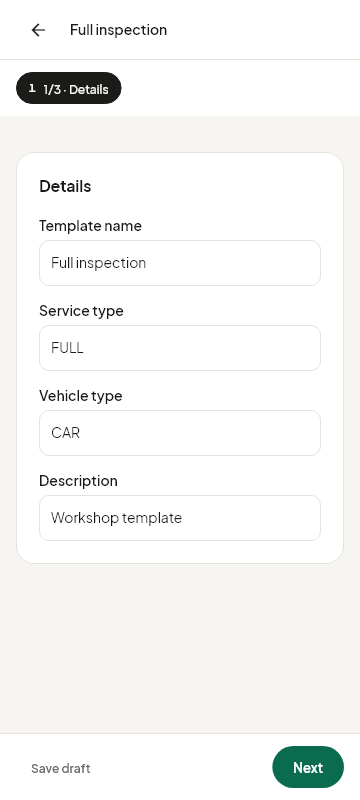 Full inspection
1 1/3 · Details
Details
Template name
Full inspection
Service type
FULL
Vehicle type
CAR
Description
Workshop template
Save draft
Next